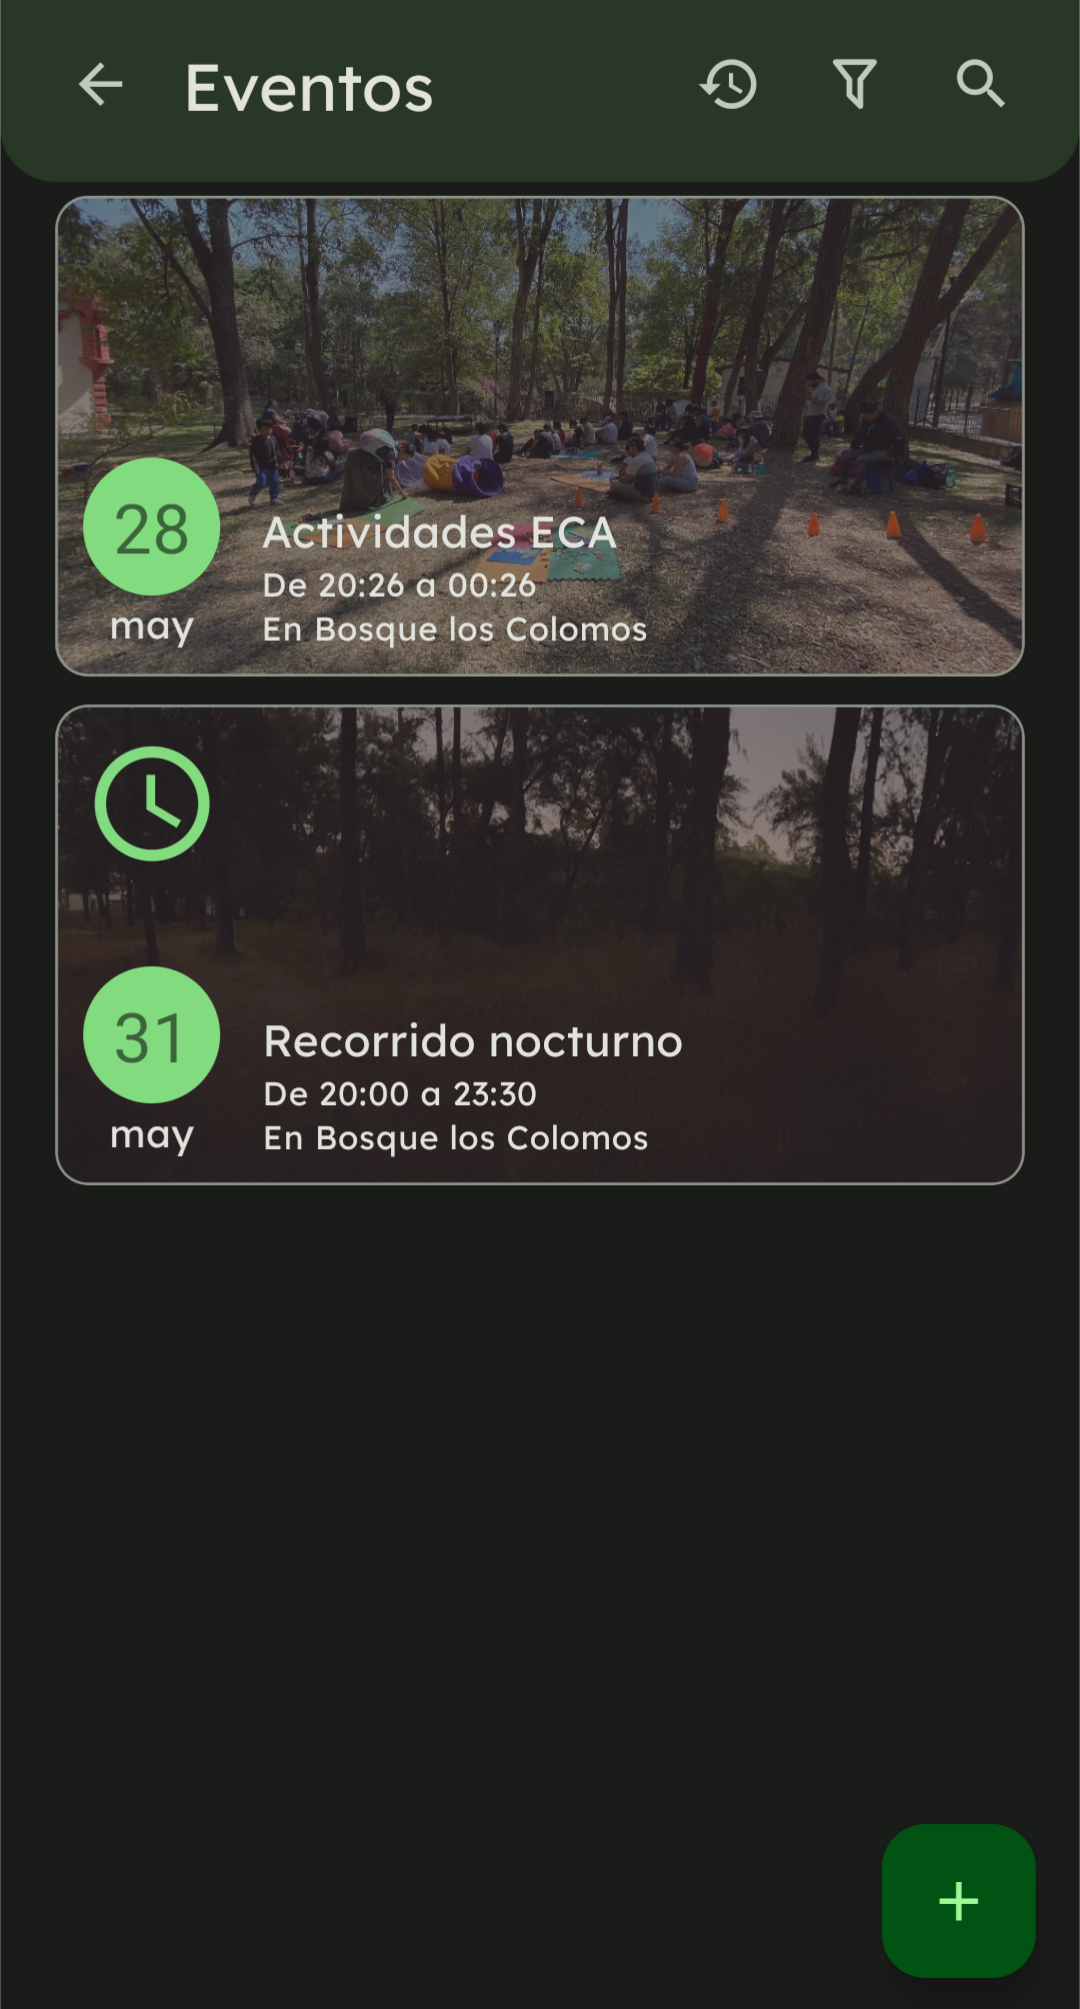 Eventos
28
may
Actividades ECA
De 20:26 a 00:26
En Bosque los Colomos
31
may
Recorrido nocturno
De 20:00 a 23:30
En Bosque los Colomos